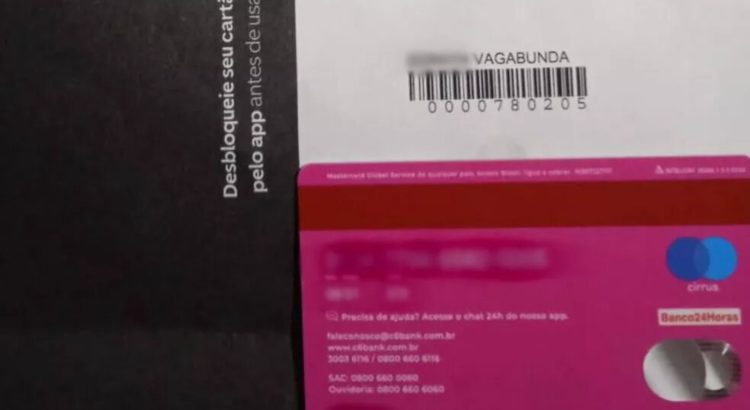 Desbloqueie seu cartã
pelo app antes de usa
VAGABUNDA
0000780205
cirrus
Banco24Horas
Precisa de ajuda? Acesse o chat 24h do nosso app.
faleconosco@c6bank.com.br
www.c6bank.com.br
3003 6116 / 0800 660 6116
SAC: 0800 660 0060
Ouvidoria: 0800 660 6060